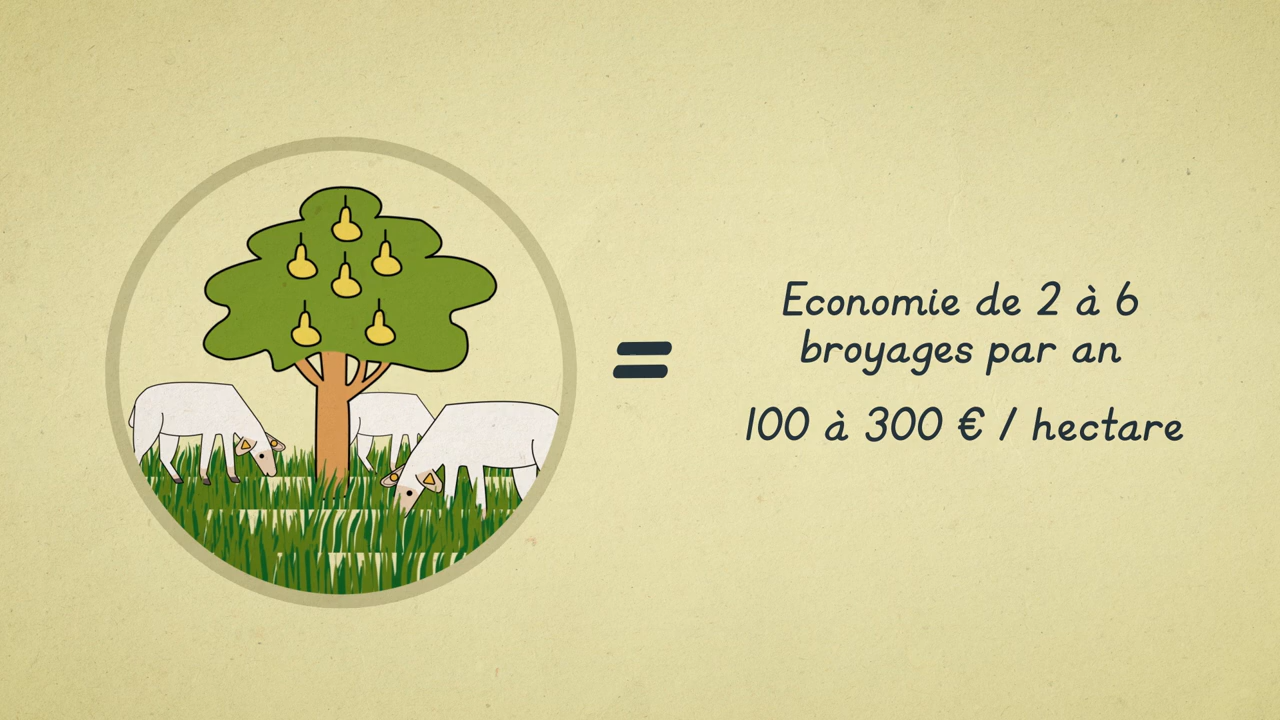 =
Economie de 2 à 6
broyages par an
100 à 300 € / hectare